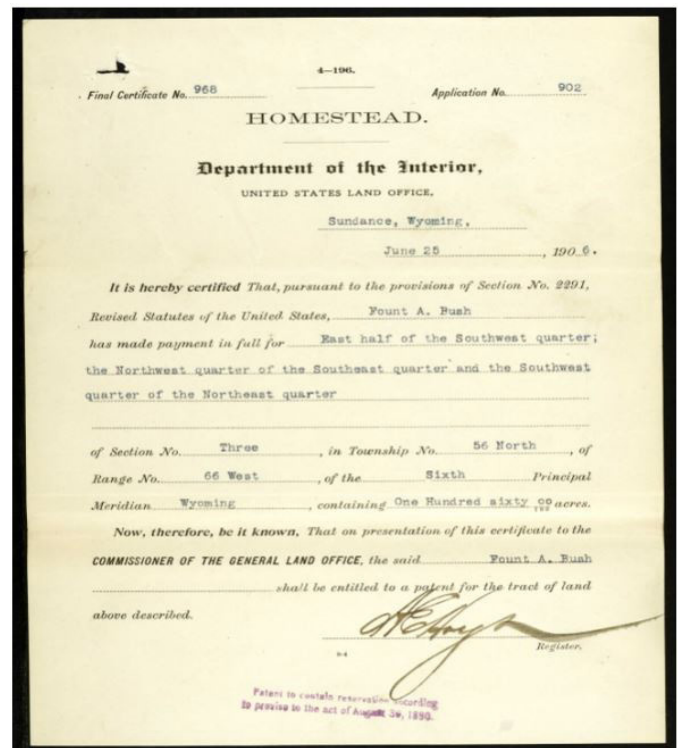 4—196.
Final Certificate No. 968 Application No. 902
HOMESTEAD.
Department of the Interior,
UNITED STATES LAND OFFICE,
Sundance, Wyoming,
June 25, 1906.
It is hereby certified That, pursuant to the provisions of Section No. 2291,
Revised Statutes of the United States, Fount A. Bush
has made payment in full for East half of the Southwest quarter;
the Northwest quarter of the Southeast quarter and the Southwest
quarter of the Northeast quarter
of Section No. Three, in Township No. 56 North, of
Range No. 66 West, of the Sixth Principal
Meridian Wyoming, containing One Hundred sixty 00/100 acres.
Now, therefore, be it known, That on presentation of this certificate to the
COMMISSIONER OF THE GENERAL LAND OFFICE, the said Fount A. Bush
shall be entitled to a patent for the tract of land
above described.
Register.
Patent to contain reservation according
to proviso to the act of August 30, 1890.